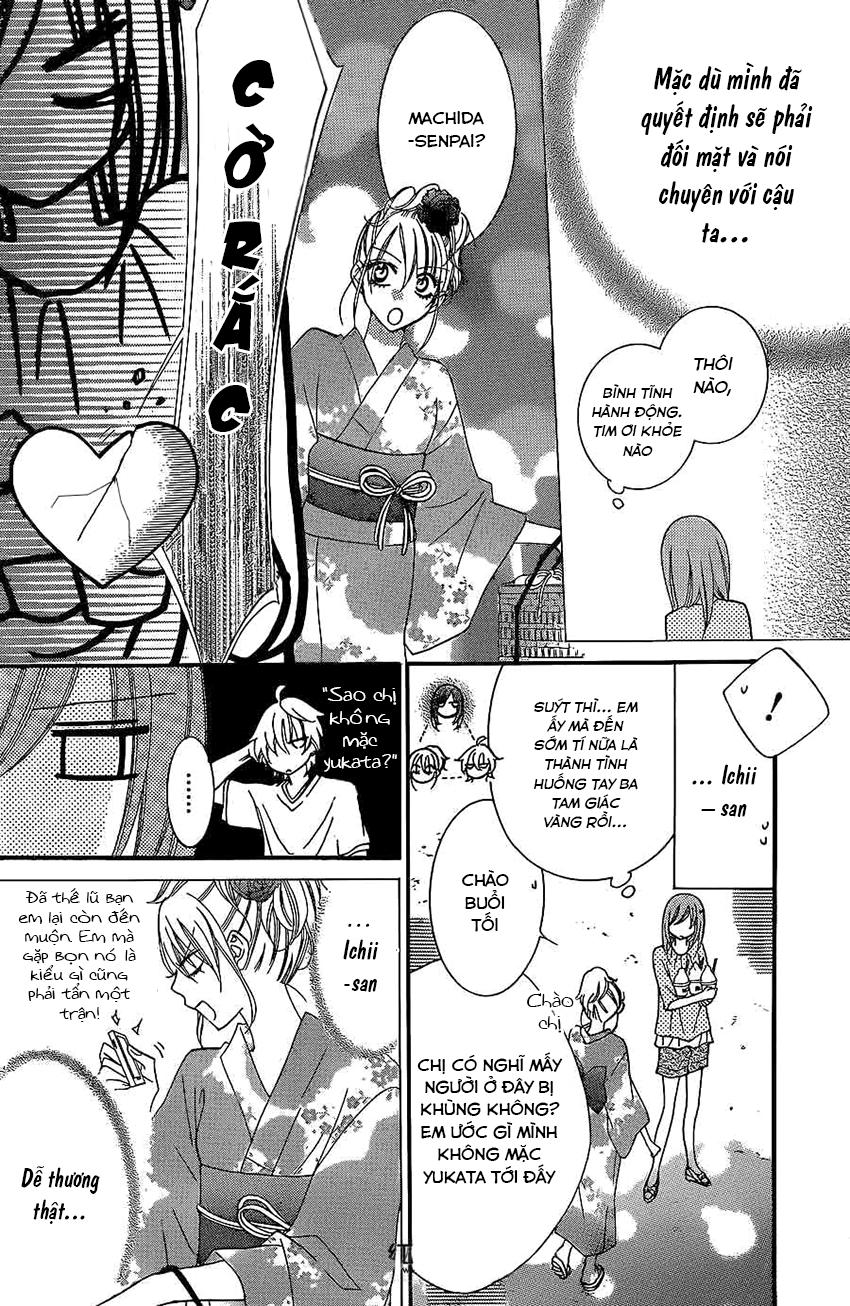 Mặc dù mình đã
quyết định sẽ phải
đối mặt và nói
chuyên với cậu
ta...
THÔI
NÀO,
BÌNH TĨNH
HÀNH ĐỘNG.
TIM ƠI KHỎE
NÀO
MACHIDA
-SENPAI?
CỜ RẮC
!
... Ichii
– san
SUÝT THÌ... EM
ẤY MÀ ĐẾN
SỚM TÍ NỮA LÀ
THÀNH TÌNH
HUỐNG TAY BA
TAM GIÁC
VÀNG RỒI...
"Sao chị
không
mặc
yukata?"
......
CHÀO
BUỔI
TỐI
Chào
chị
CHỊ CÓ NGHĨ MẤY
NGƯỜI Ở ĐÂY BỊ
KHÙNG KHÔNG?
EM ƯỚC GÌ MÌNH
KHÔNG MẶC
YUKATA TỚI ĐẤY
... Ichii
-san
Đã thế lũ bạn
em lại còn đến
muộn. Em mà
gặp bọn nó là
kiểu gì cũng
phải tẩn một
trận!
Dễ thương
thật...